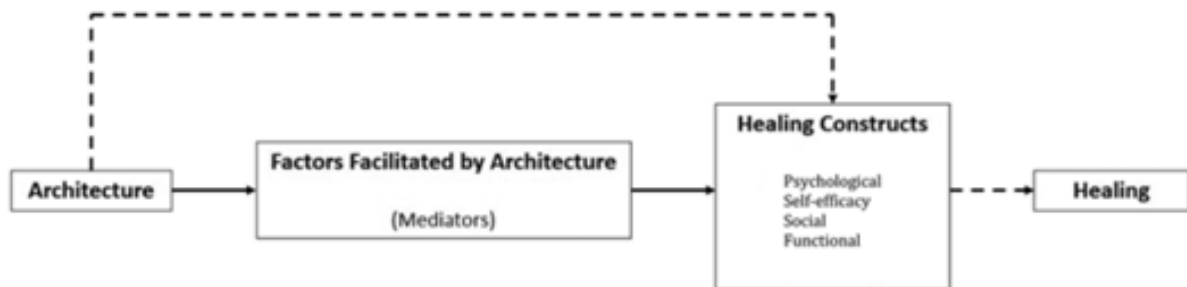 Architecture
Factors Facilitated by Architecture
(Mediators)
Healing Constructs
Psychological
Self-efficacy
Social
Functional
Healing